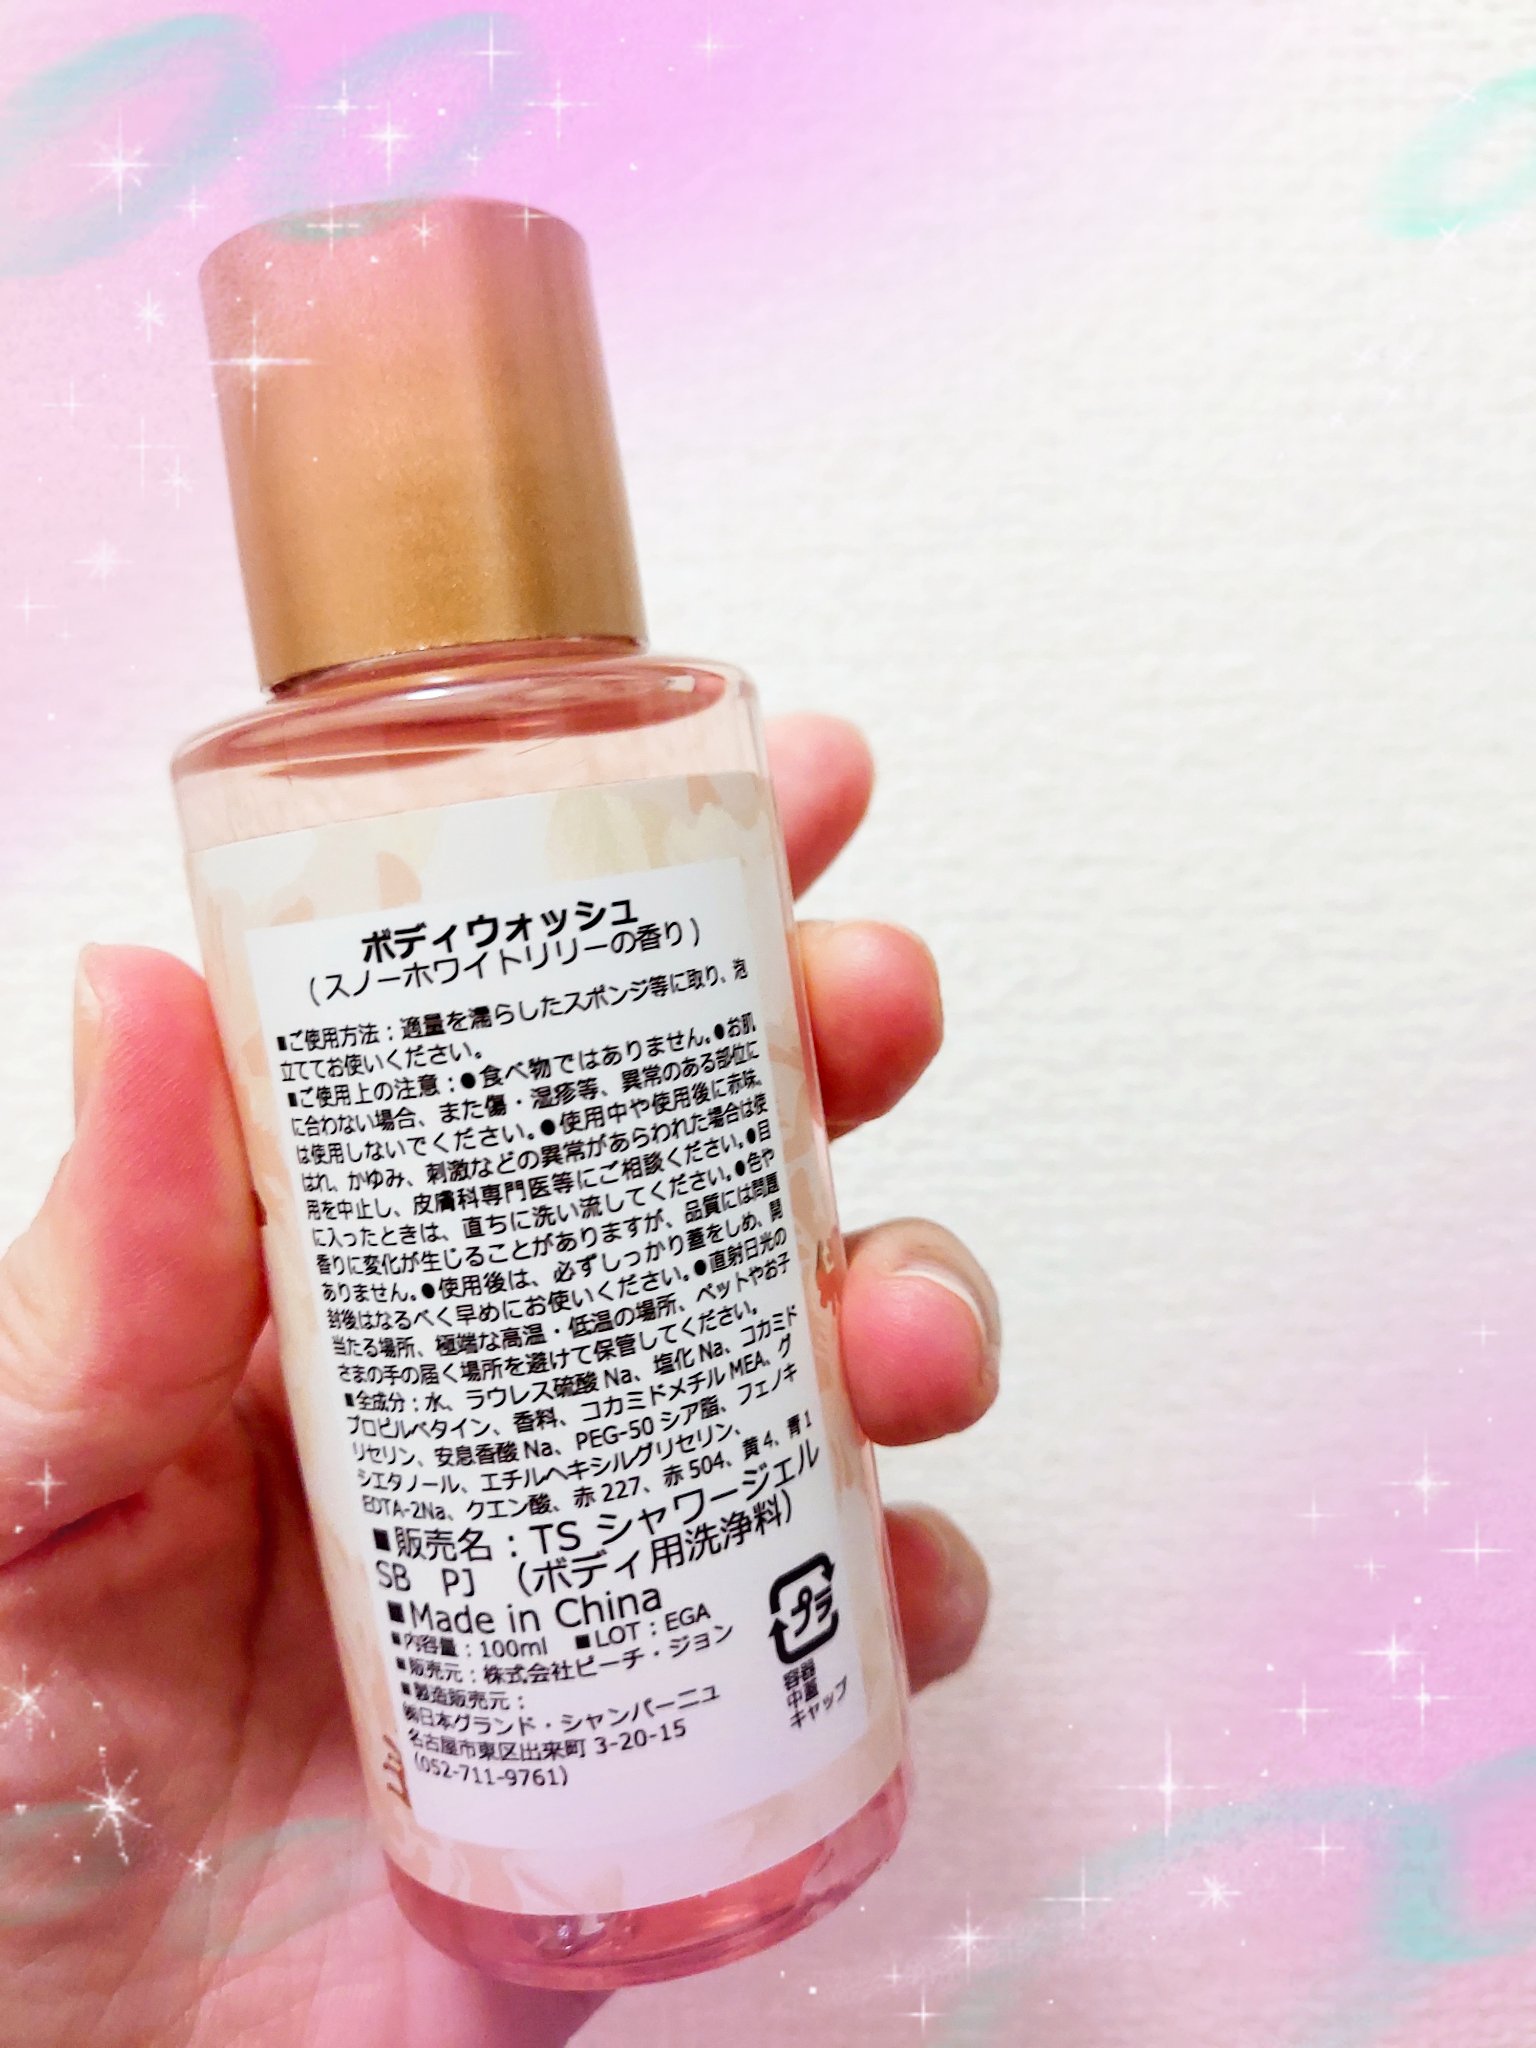 ボディウォッシュ
(スノーホワイトリリーの香り)
■ご使用方法：適量を濡らしたスポンジ等に取り、泡
立ててお使いください。
■ご使用上の注意：●食べ物ではありません。●お肌
に合わない場合、また傷・湿疹等、異常のある部位に
は使用しないでください。●使用中や使用後に赤味、
はれ、かゆみ、刺激などの異常があらわれた場合は使
用を中止し、皮膚科専門医等にご相談ください。●目
に入ったときは、直ちに洗い流してください。●色や
香りに変化が生じることがありますが、品質には問題
ありません。●使用後は、必ずしっかり蓋をしめ、開
封後はなるべく早めにお使いください。●直射日光の
当たる場所、極端な高温・低温の場所、ペットやお子
さまの手の届く場所を避けて保管してください。
■全成分：水、ラウレス硫酸Na、塩化Na、コカミド
プロピルベタイン、香料、コカミドメチルMEA、グ
リセリン、安息香酸Na、PEG-50シア脂、フェノキ
シエタノール、エチルヘキシルグリセリン、
EDTA-2Na、クエン酸、赤227、赤504、黄4、青1
■販売名：TS シャワージェル
SB PJ （ボディ用洗浄料）
■Made in China
■内容量：100ml ■LOT：EGA
■販売元：株式会社ピーチ・ジョン
■製造販売元：
㈱日本グランド・シャンパーニュ
名古屋市東区出来町 3-20-15
（052-711-9761）
プラ
容器
中蓋
キャップ